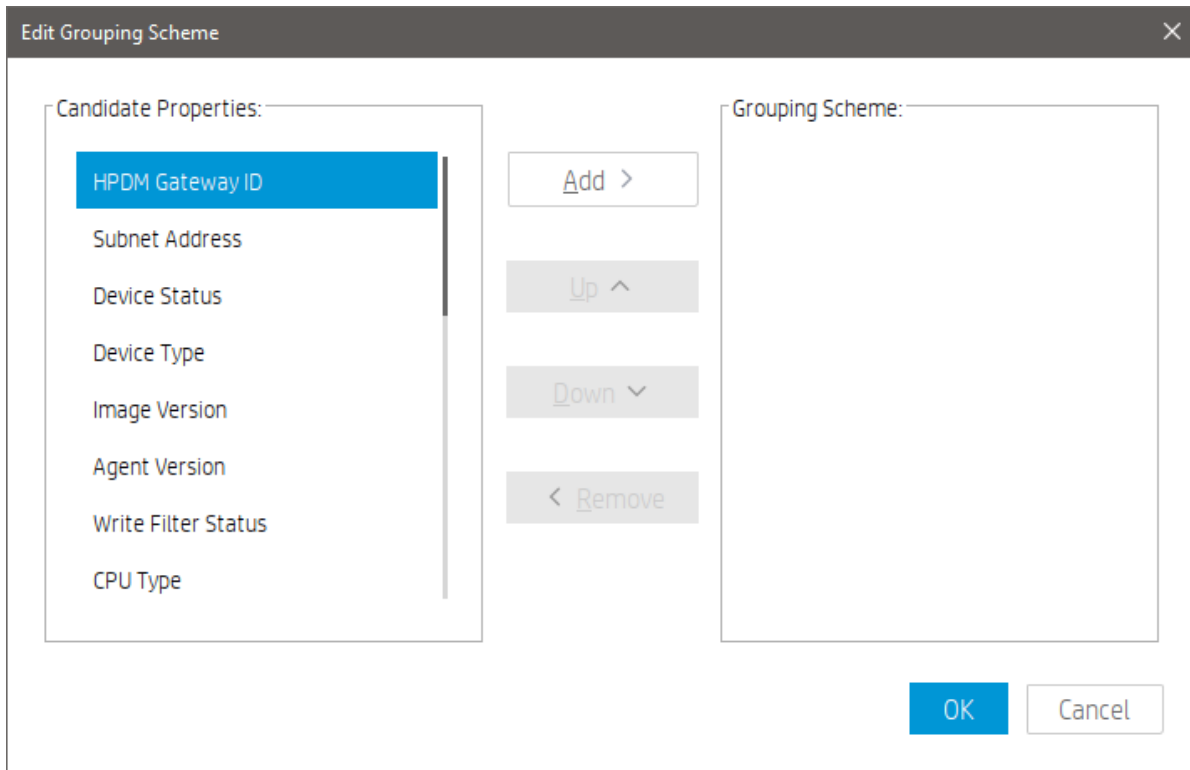 Edit Grouping Scheme
Candidate Properties:
HPDM Gateway ID
Subnet Address
Device Status
Device Type
Image Version
Agent Version
Write Filter Status
CPU Type
Add
Up
Down
Remove
Grouping Scheme:
OK
Cancel